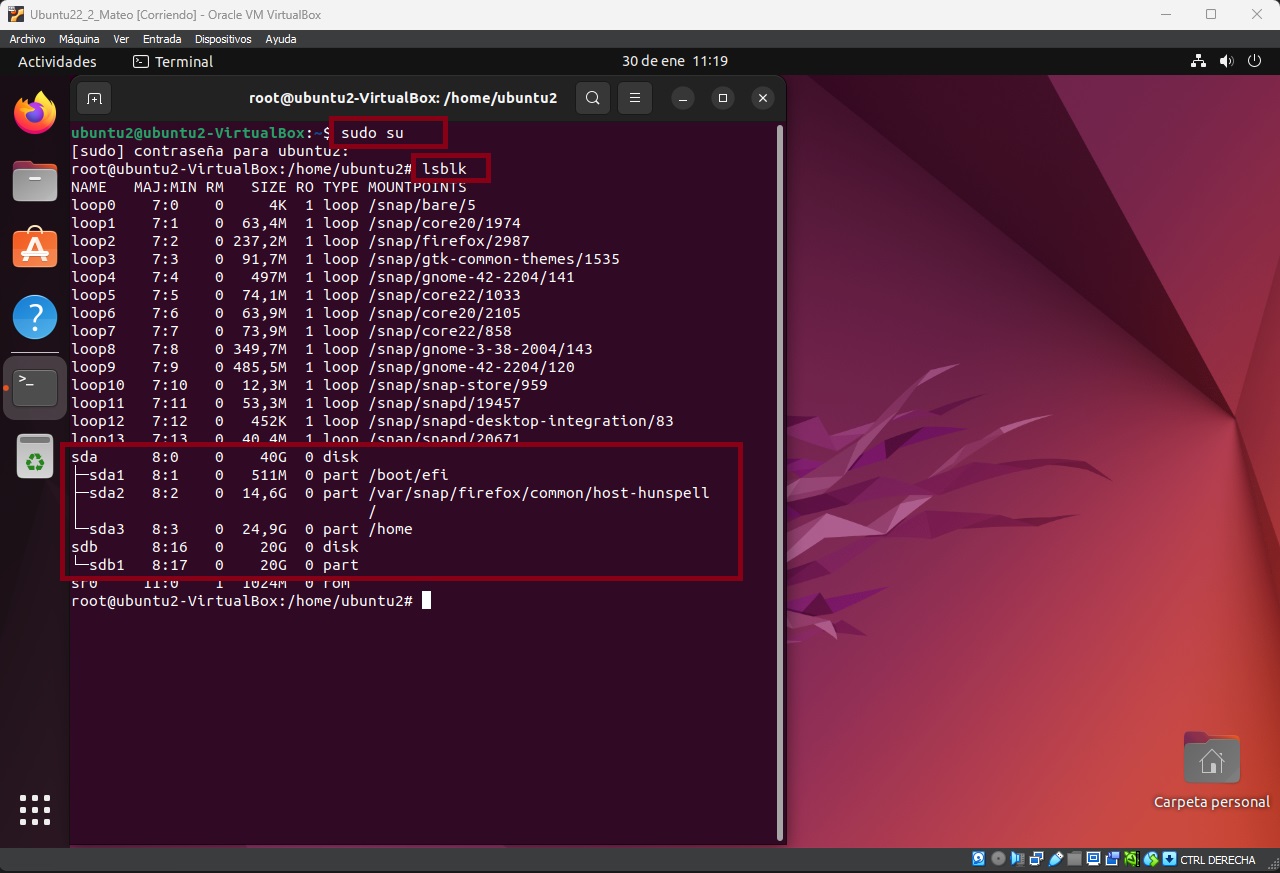 Ubuntu22_2_Mateo [Corriendo] - Oracle VM VirtualBox
Archivo Máquina Ver Entrada Dispositivos Ayuda
Actividades Terminal 30 de ene 11:19
root@ubuntu2-VirtualBox: /home/ubuntu2
ubuntu2@ubuntu2-VirtualBox:~$ sudo su
[sudo] contraseña para ubuntu2:
root@ubuntu2-VirtualBox:/home/ubuntu2# lsblk
NAME MAJ:MIN RM SIZE RO TYPE MOUNTPOINTS
loop0 7:0 0 4K 1 loop /snap/bare/5
loop1 7:1 0 63,4M 1 loop /snap/core20/1974
loop2 7:2 0 237,2M 1 loop /snap/firefox/2987
loop3 7:3 0 91,7M 1 loop /snap/gtk-common-themes/1535
loop4 7:4 0 497M 1 loop /snap/gnome-42-2204/141
loop5 7:5 0 74,1M 1 loop /snap/core22/1033
loop6 7:6 0 63,9M 1 loop /snap/core20/2105
loop7 7:7 0 73,9M 1 loop /snap/core22/858
loop8 7:8 0 349,7M 1 loop /snap/gnome-3-38-2004/143
loop9 7:9 0 485,5M 1 loop /snap/gnome-42-2204/120
loop10 7:10 0 12,3M 1 loop /snap/snap-store/959
loop11 7:11 0 53,3M 1 loop /snap/snapd/19457
loop12 7:12 0 452K 1 loop /snap/snapd-desktop-integration/83
loop13 7:13 0 40,4M 1 loop /snap/snapd/20671
sda 8:0 0 40G 0 disk
├─sda1 8:1 0 511M 0 part /boot/efi
├─sda2 8:2 0 14,6G 0 part /var/snap/firefox/common/host-hunspell
│ /
└─sda3 8:3 0 24,9G 0 part /home
sdb 8:16 0 20G 0 disk
└─sdb1 8:17 0 20G 0 part
sr0 11:0 1 1024M 0 rom
root@ubuntu2-VirtualBox:/home/ubuntu2#
Carpeta personal
CTRL DERECHA